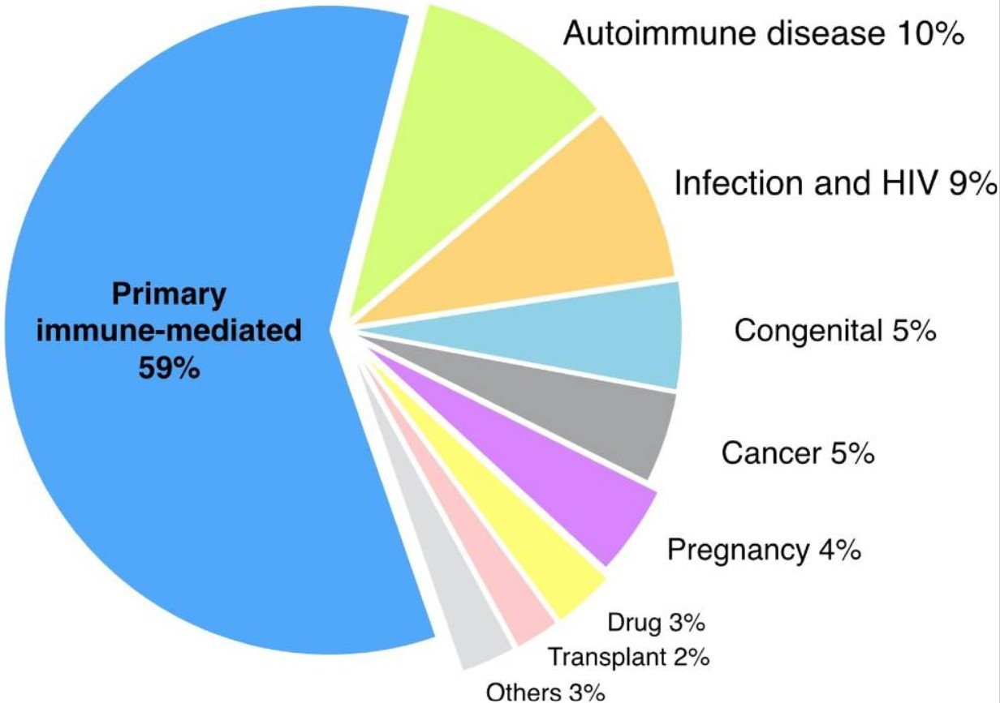 Autoimmune disease 10%
Infection and HIV 9%
Primary
immune-mediated
59%
Congenital 5%
Cancer 5%
Pregnancy 4%
Drug 3%
Transplant 2%
Others 3%